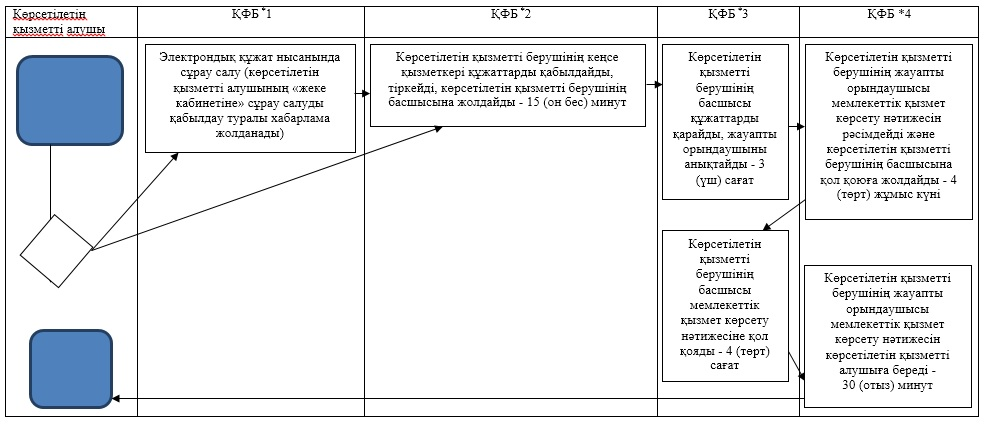 Көрсетілетін
қызметті алушы
ҚФБ *1
ҚФБ *2
ҚФБ *3
ҚФБ *4
Электрондық құжат нысанында
сұрау салу (көрсетілетін
қызметті алушының «жеке
кабинетіне» сұрау салуды
қабылдау туралы хабарлама
жолданады)
Көрсетілетін қызметті берушінің кеңсе
қызметкері құжаттарды қабылдайды,
тіркейді, көрсетілетін қызметті берушінің
басшысына жолдайды - 15 (он бес) минут
Көрсетілетін
қызметті
берушінің
басшысы
құжаттарды
қарайды, жауапты
орындаушыны
анықтайды - 3
(үш) сағат
Көрсетілетін қызметті
берушінің жауапты
орындаушысы
мемлекеттік қызмет
көрсету нәтижесін
рәсімдейді және
көрсетілетін қызметті
берушінің басшысына
қол қоюға жолдайды - 4
(төрт) жұмыс күні
Көрсетілетін
қызметті
берушінің
басшысы
мемлекеттік
қызмет көрсету
нәтижесіне қол
қояды - 4 (төрт)
сағат
Көрсетілетін қызметті
берушінің жауапты
орындаушысы
мемлекеттік қызмет
көрсету нәтижесін
көрсетілетін қызметті
алушыға береді -
30 (отыз) минут